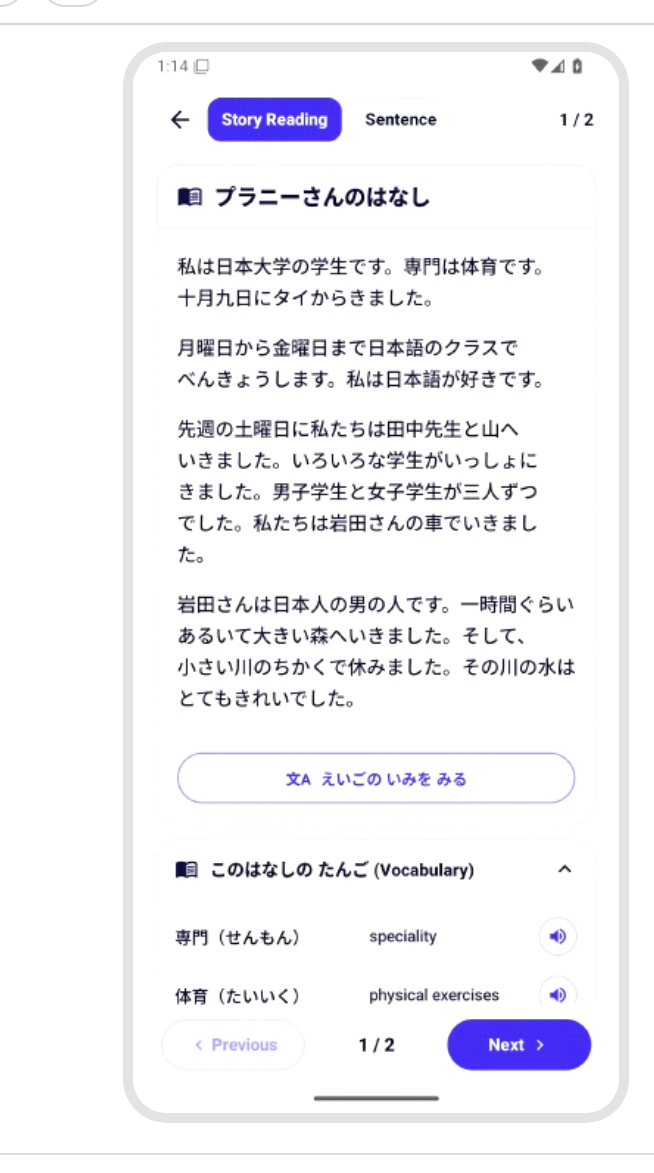 1:14
Story Reading
Sentence
1 / 2
プラニーさんのはなし
私は日本大学の学生です。専門は体育です。
十月九日にタイからきました。
月曜日から金曜日まで日本語のクラスで
べんきょうします。私は日本語が好きです。
先週の土曜日に私たちは田中先生と山へ
いきました。いろいろな学生がいっしょに
きました。男子学生と女子学生が三人ずつ
でした。私たちは岩田さんの車でいきまし
た。
岩田さんは日本人の男の人です。一時間ぐらい
あるいて大きい森へいきました。そして、
小さい川のちかくで休みました。その川の水は
とてもきれいでした。
文A えいごの いみを みる
このはなしの たんご (Vocabulary)
専門（せんもん） speciality
体育（たいいく） physical exercises
< Previous
1 / 2
Next >